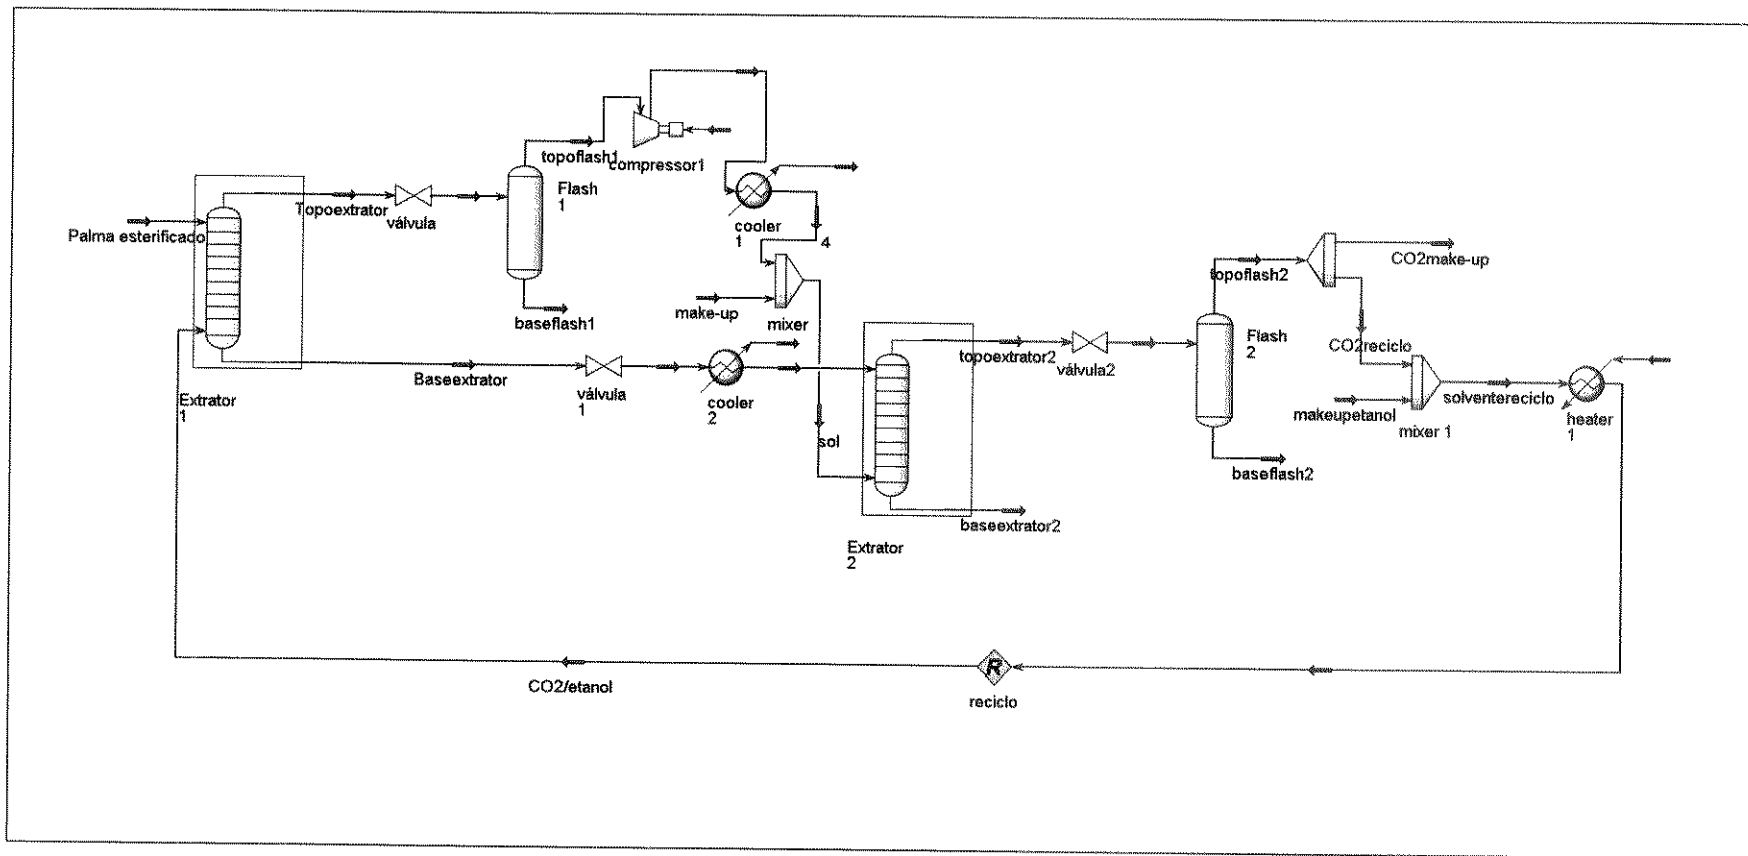 topoflash1
compressor1
Flash
1
Topoextrator
válvula
Palma esterificado
cooler
1
4
CO2make-up
topoflash2
make-up
mixer
baseflash1
Flash
2
CO2reciclo
topoextrator2
válvula2
Baseextrator
Extrator
1
válvula
1
cooler
2
solventereciclo
makeupetanol
mixer 1
heater
1
sol
baseflash2
baseextrator2
Extrator
2
R
CO2/etanol
reciclo